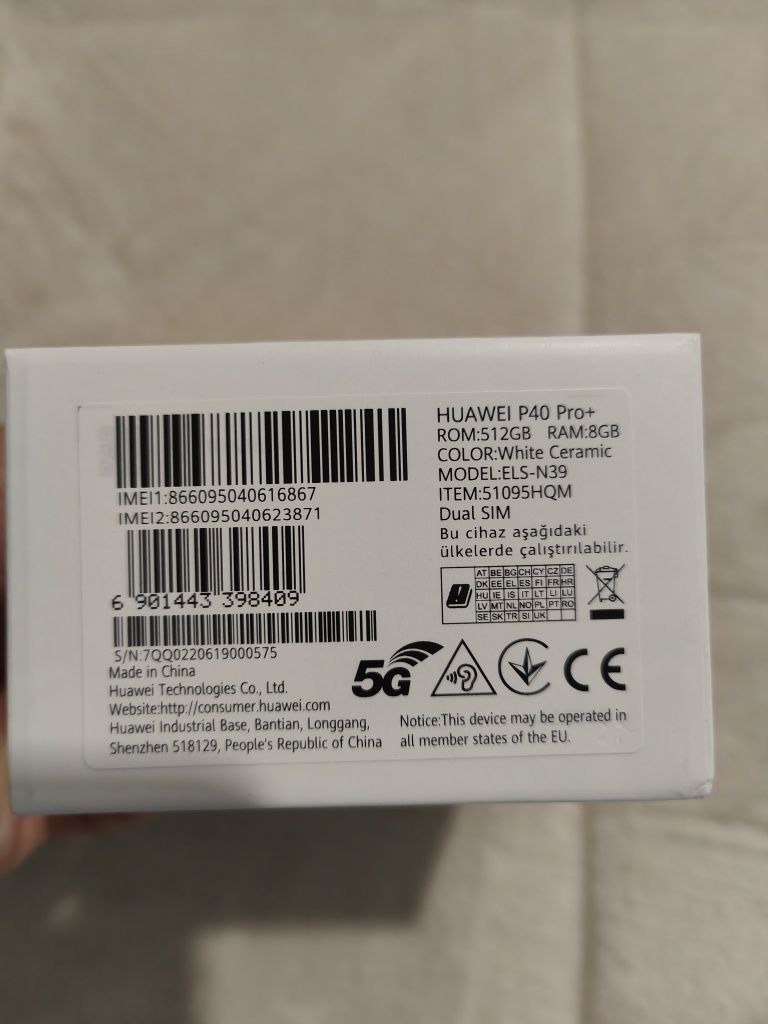 IMEI1:866095040616867
IMEI2:866095040623871
6 901443 398409
S/N:7QQ0220619000575
Made in China
Huawei Technologies Co., Ltd.
Website:http://consumer.huawei.com
Huawei Industrial Base, Bantian, Longgang,
Shenzhen 518129, People's Republic of China
HUAWEI P40 Pro+
ROM:512GB RAM:8GB
COLOR:White Ceramic
MODEL:ELS-N39
ITEM:51095HQM
Dual SIM
Bu cihaz aşağıdaki
ülkelerde çalıştırılabilir.
AT BE BG CH CY CZ DE
DK EE EL ES FI FR HR
HU IE IS IT LT LI LU
LV MT NL NO PL PT RO
SE SK TR SI UK
5G
CE
Notice:This device may be operated in
all member states of the EU.